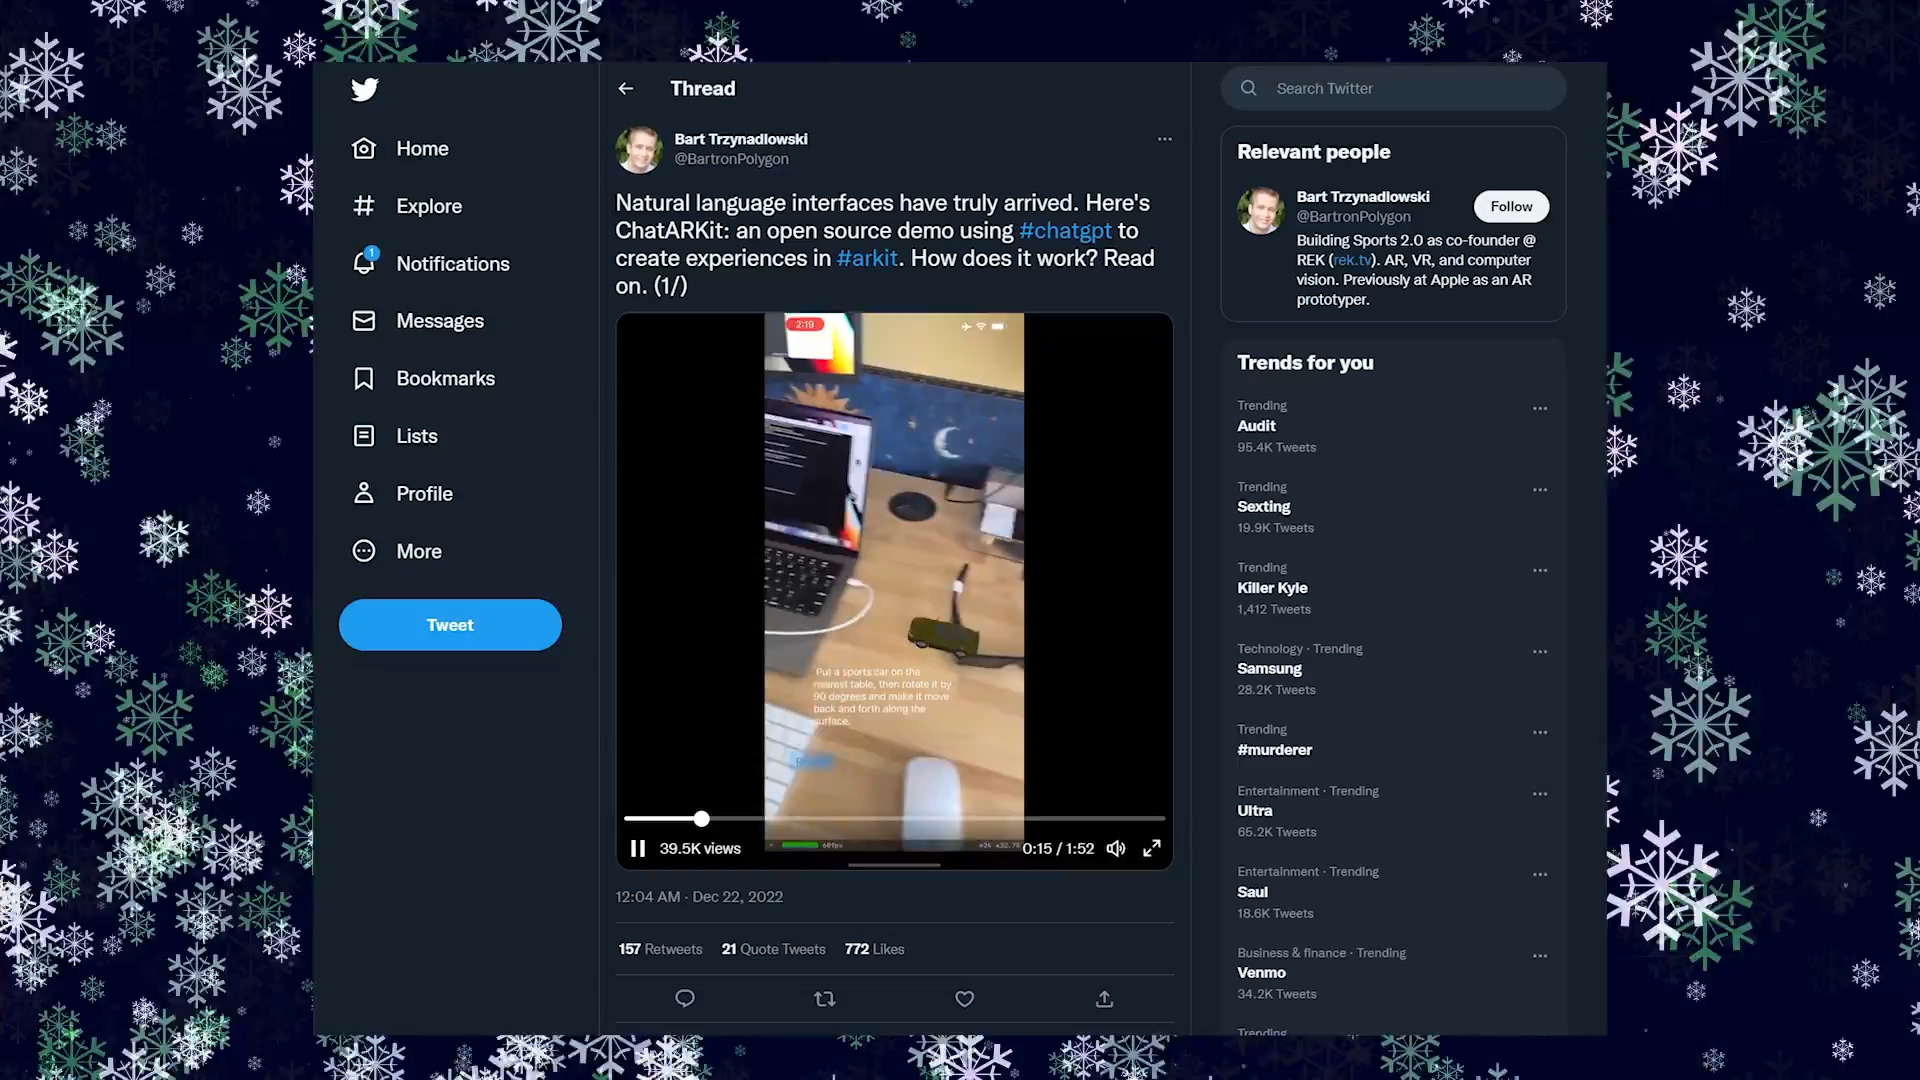 Home
Explore
1
Notifications
Messages
Bookmarks
Lists
Profile
More
Tweet
Thread
Bart Trzynadlowski
@BartronPolygon
Natural language interfaces have truly arrived. Here's
ChatARKit: an open source demo using #chatgpt to
create experiences in #arkit. How does it work? Read
on. (1/)
2:19
Put a sports car on the
nearest table, then rotate it by
90 degrees and make it move
back and forth along the
surface.
60fps
39.5K views
0:15 / 1:52
12:04 AM · Dec 22, 2022
157 Retweets 21 Quote Tweets 772 Likes
Search Twitter
Relevant people
Bart Trzynadlowski
@BartronPolygon
Follow
Building Sports 2.0 as co-founder @
REK (rek.tv). AR, VR, and computer
vision. Previously at Apple as an AR
prototyper.
Trends for you
Trending
Audit
95.4K Tweets
Trending
Sexting
19.9K Tweets
Trending
Killer Kyle
1,412 Tweets
Technology · Trending
Samsung
28.2K Tweets
Trending
#murderer
Entertainment · Trending
Ultra
65.2K Tweets
Entertainment · Trending
Saul
18.6K Tweets
Business & finance · Trending
Venmo
34.2K Tweets
Trending